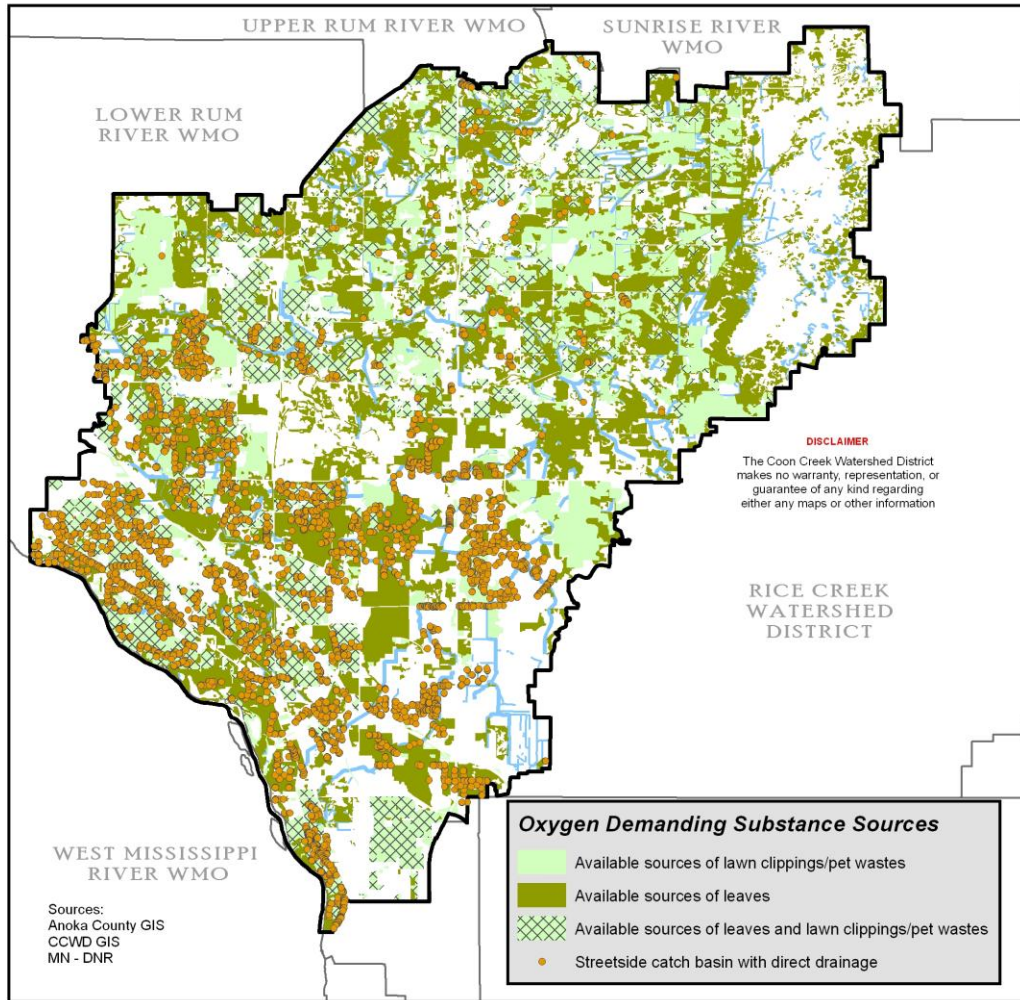 UPPER RUM RIVER WMO
SUNRISE RIVER
WMO
LOWER RUM
RIVER WMO
DISCLAIMER
The Coon Creek Watershed District
makes no warranty, representation, or
guarantee of any kind regarding
either any maps or other information
RICE CREEK
WATERSHED
DISTRICT
WEST MISSISSIPPI
RIVER WMO
Sources:
Anoka County GIS
CCWD GIS
MN - DNR
Oxygen Demanding Substance Sources
Available sources of lawn clippings/pet wastes
Available sources of leaves
Available sources of leaves and lawn clippings/pet wastes
Streetside catch basin with direct drainage